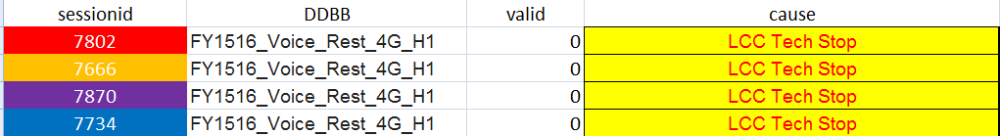 sessionid DDBB valid cause
7802 FY1516_Voice_Rest_4G_H1 0 LCC Tech Stop
7666 FY1516_Voice_Rest_4G_H1 0 LCC Tech Stop
7870 FY1516_Voice_Rest_4G_H1 0 LCC Tech Stop
7734 FY1516_Voice_Rest_4G_H1 0 LCC Tech Stop